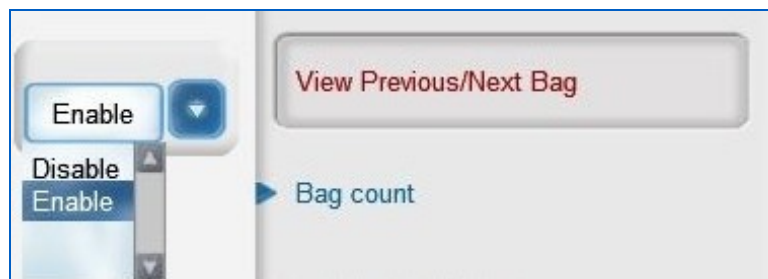 Enable
Disable
Enable
View Previous/Next Bag
Bag count